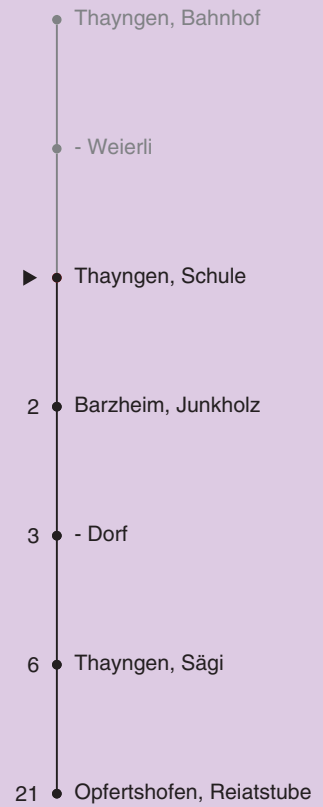 Thayngen, Bahnhof
- Weierli
Thayngen, Schule
2 Barzheim, Junkholz
3 - Dorf
6 Thayngen, Sägi
21 Opfertshofen, Reiatstube